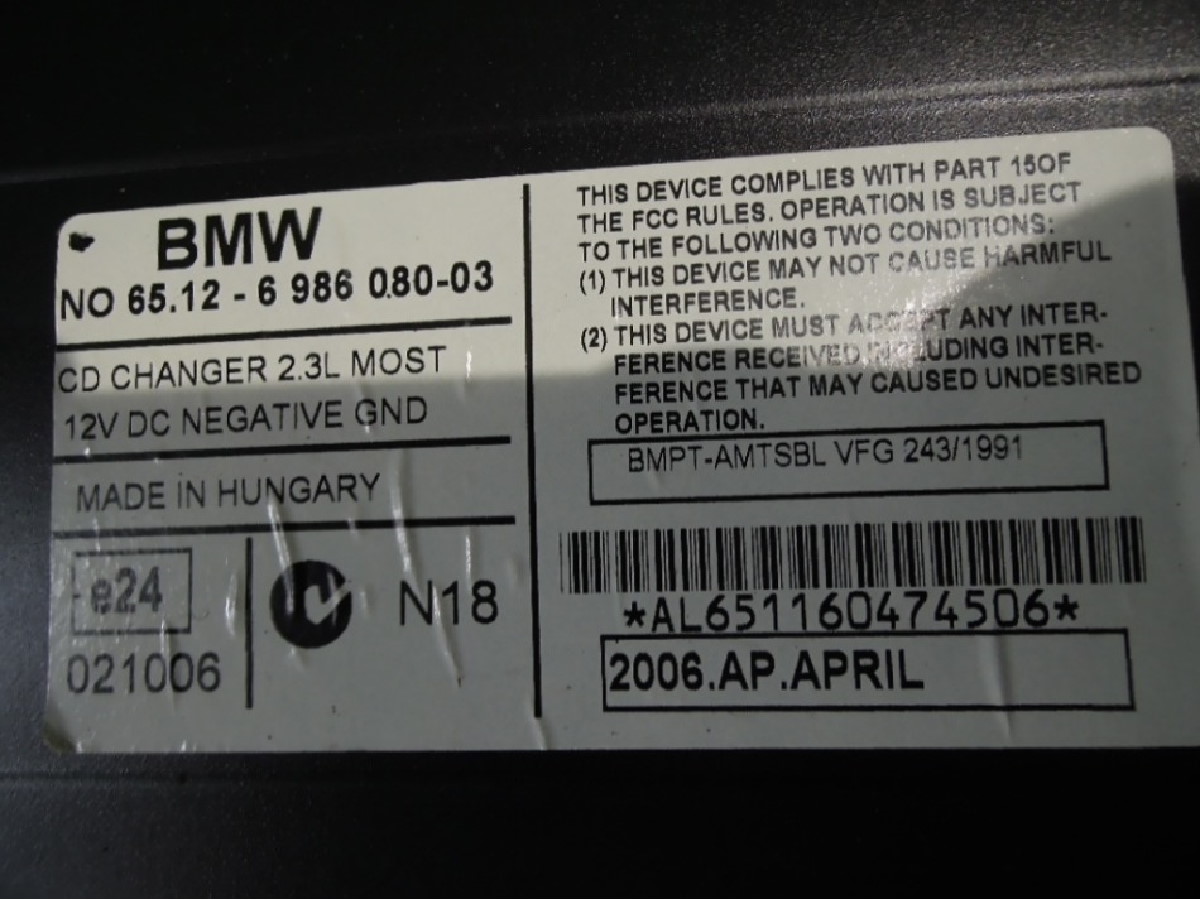 BMW
NO 65.12 - 6 986 080-03
CD CHANGER 2.3L MOST
12V DC NEGATIVE GND
MADE IN HUNGARY
e24
021006
N18
THIS DEVICE COMPLIES WITH PART 15OF
THE FCC RULES. OPERATION IS SUBJECT
TO THE FOLLOWING TWO CONDITIONS:
(1) THIS DEVICE MAY NOT CAUSE HARMFUL
INTERFERENCE.
(2) THIS DEVICE MUST ACCEPT ANY INTER-
FERENCE RECEIVED,INCLUDING INTER-
FERENCE THAT MAY CAUSED UNDESIRED
OPERATION.
BMPT-AMTSBL VFG 243/1991
*AL651160474506*
2006.AP.APRIL